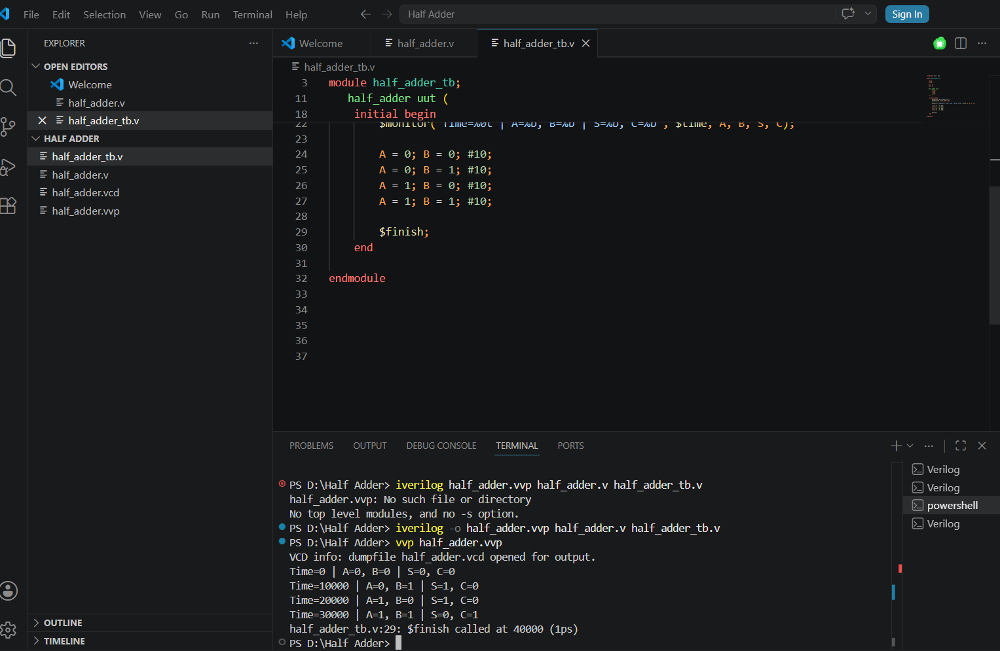 File Edit Selection View Go Run Terminal Help
Half Adder
Sign In
EXPLORER
OPEN EDITORS
Welcome
half_adder.v
half_adder_tb.v
HALF ADDER
half_adder_tb.v
half_adder.v
half_adder.vcd
half_adder.vvp
OUTLINE
TIMELINE
Welcome half_adder.v half_adder_tb.v
half_adder_tb.v
3 module half_adder_tb;
11 half_adder uut (
18 initial begin
22 $monitor("Time=%0t | A=%b, B=%b | S=%b, C=%b", $time, A, B, S, C);
23
24 A = 0; B = 0; #10;
25 A = 0; B = 1; #10;
26 A = 1; B = 0; #10;
27 A = 1; B = 1; #10;
28
29 $finish;
30 end
31
32 endmodule
33
34
35
36
37
PROBLEMS OUTPUT DEBUG CONSOLE TERMINAL PORTS
PS D:\Half Adder> iverilog half_adder.vvp half_adder.v half_adder_tb.v
half_adder.vvp: No such file or directory
No top level modules, and no -s option.
PS D:\Half Adder> iverilog -o half_adder.vvp half_adder.v half_adder_tb.v
PS D:\Half Adder> vvp half_adder.vvp
VCD info: dumpfile half_adder.vcd opened for output.
Time=0 | A=0, B=0 | S=0, C=0
Time=10000 | A=0, B=1 | S=1, C=0
Time=20000 | A=1, B=0 | S=1, C=0
Time=30000 | A=1, B=1 | S=0, C=1
half_adder_tb.v:29: $finish called at 40000 (1ps)
PS D:\Half Adder>
Verilog
Verilog
powershell
Verilog